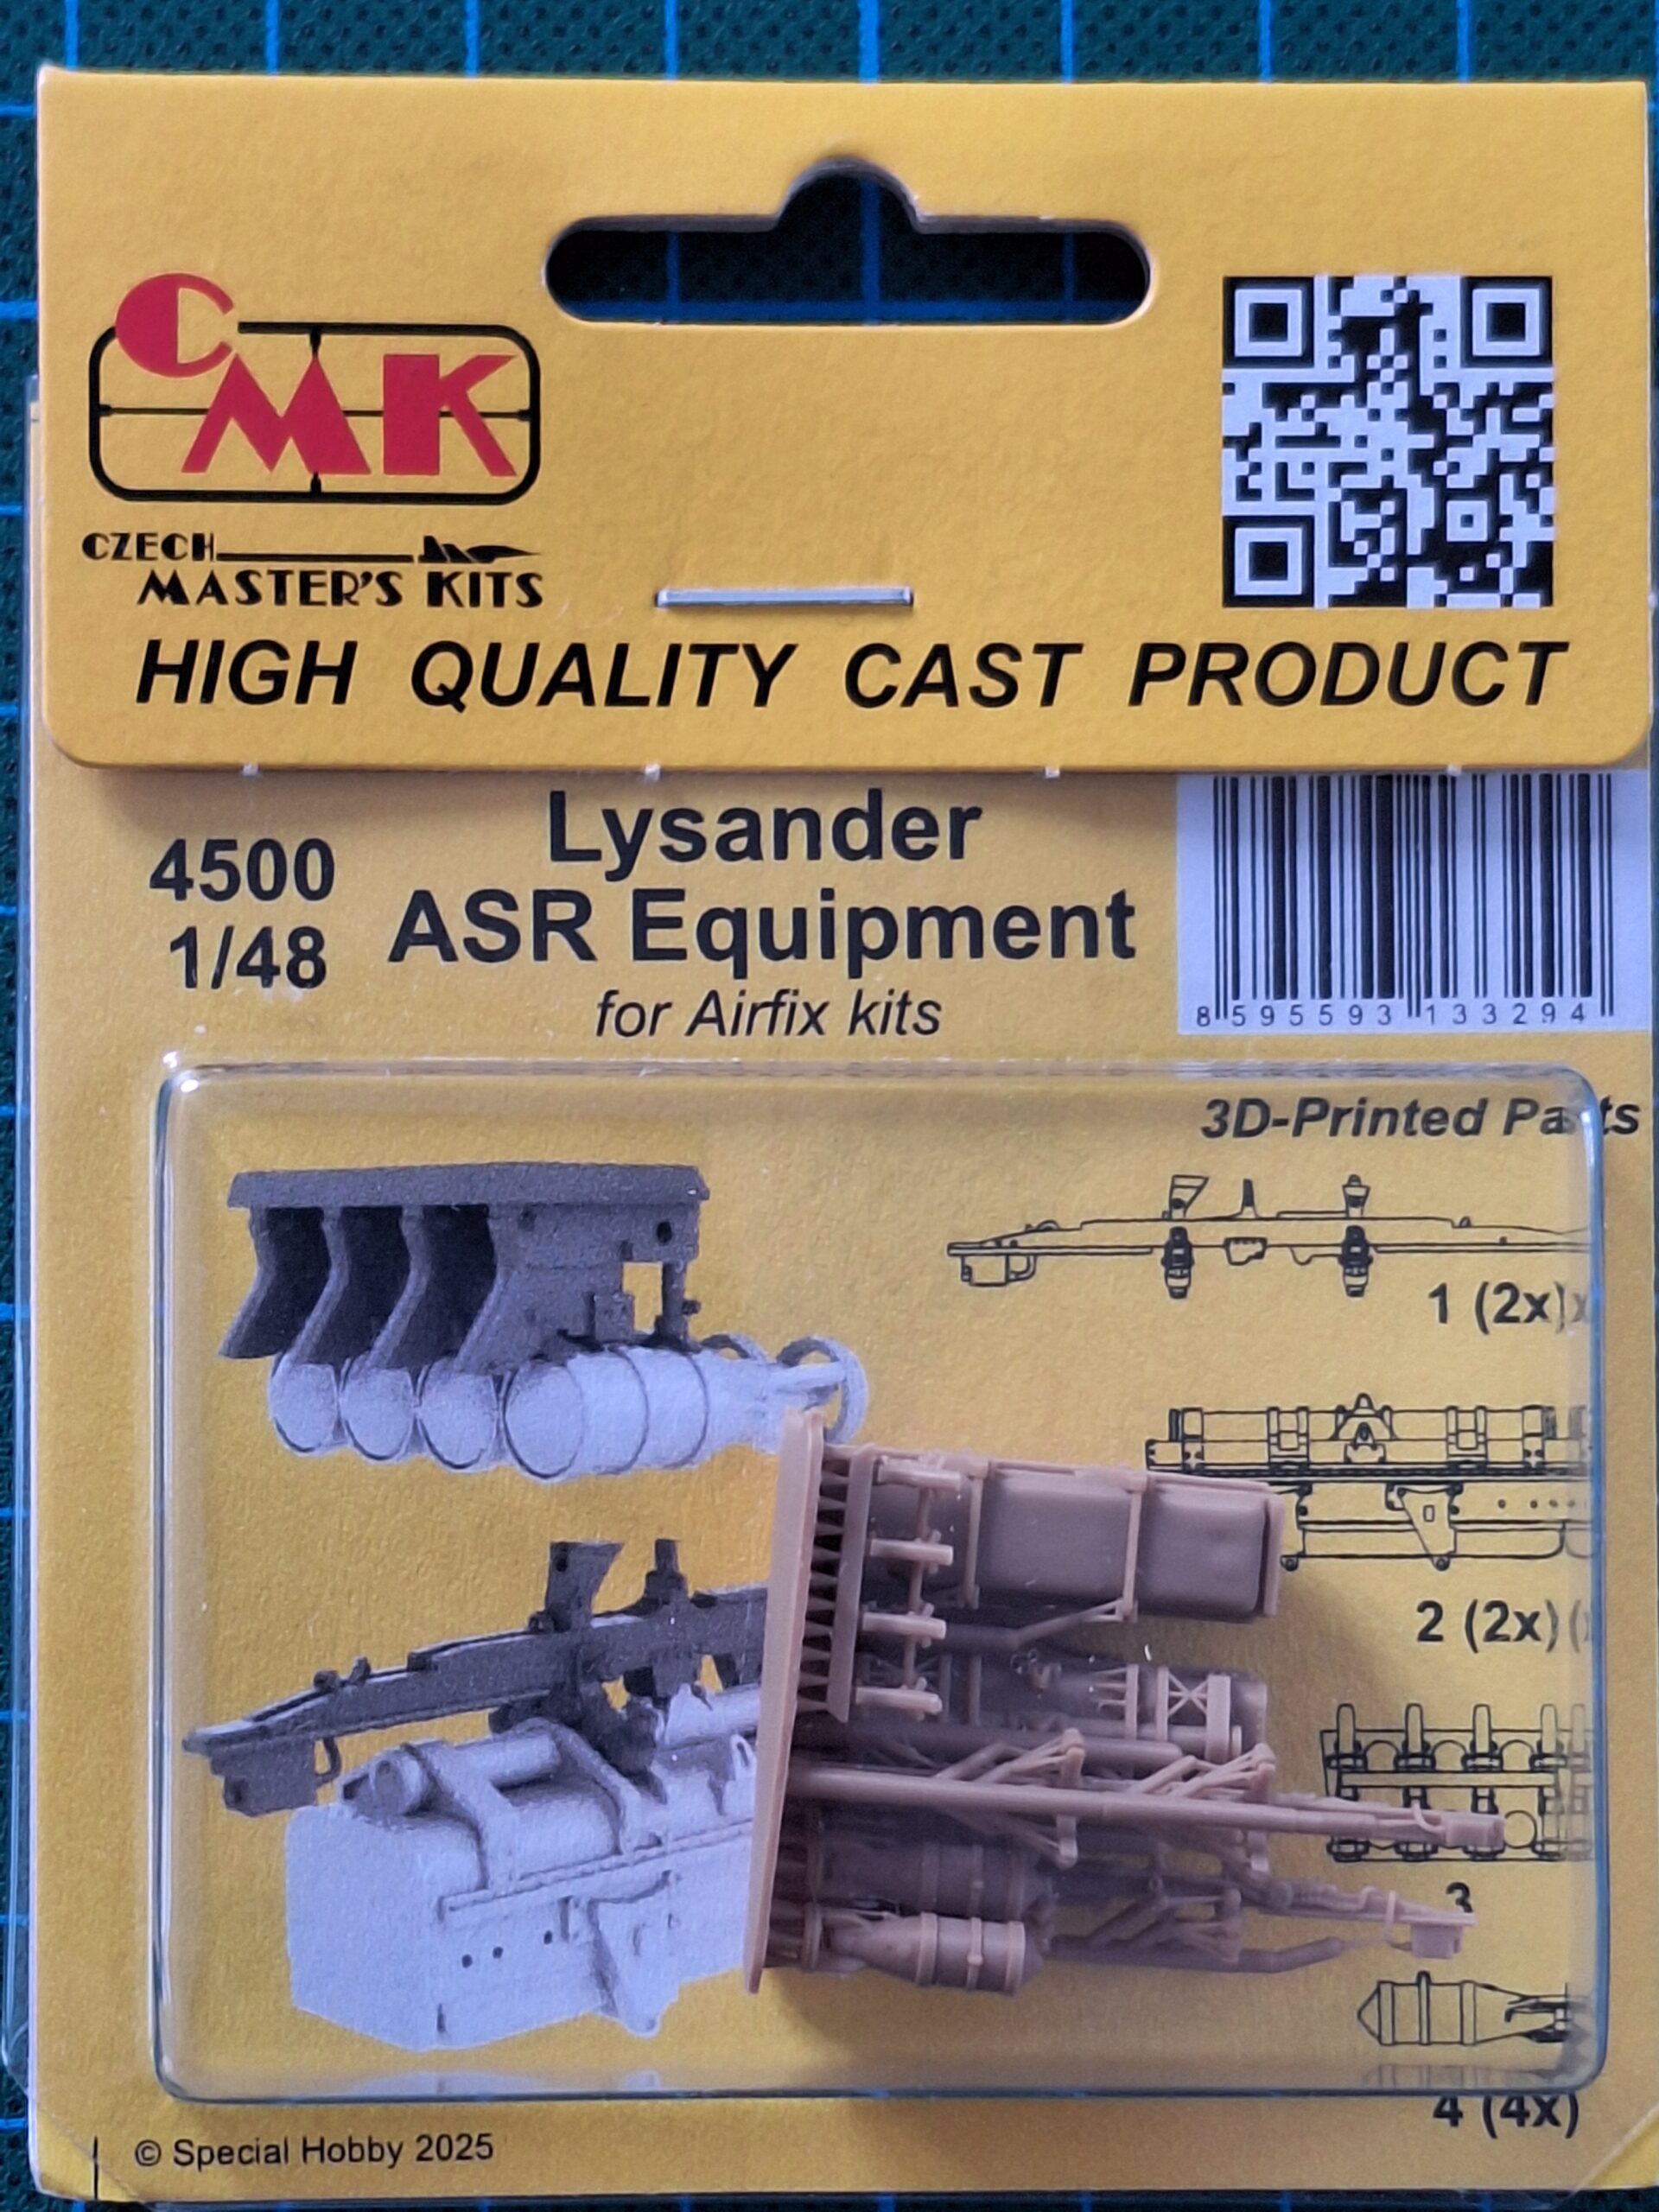 CMK
CZECH
MASTER'S KITS
HIGH QUALITY CAST PRODUCT
4500
1/48
Lysander
ASR Equipment
for Airfix kits
8 595593 133294
3D-Printed Parts
1 (2x)
2 (2x)
3
4 (4x)
© Special Hobby 2025